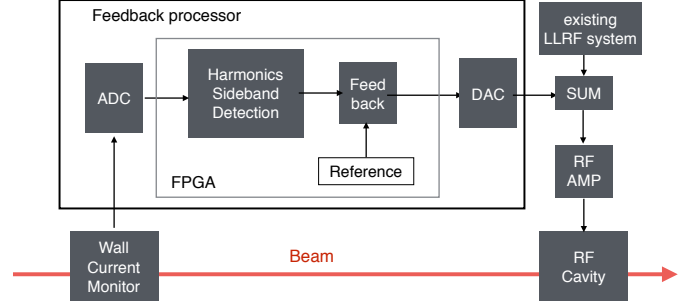 Feedback processor
existing
LLRF system
ADC
Harmonics
Sideband
Detection
Feed
back
DAC
SUM
Reference
FPGA
RF
AMP
Wall
Current
Monitor
Beam
RF
Cavity